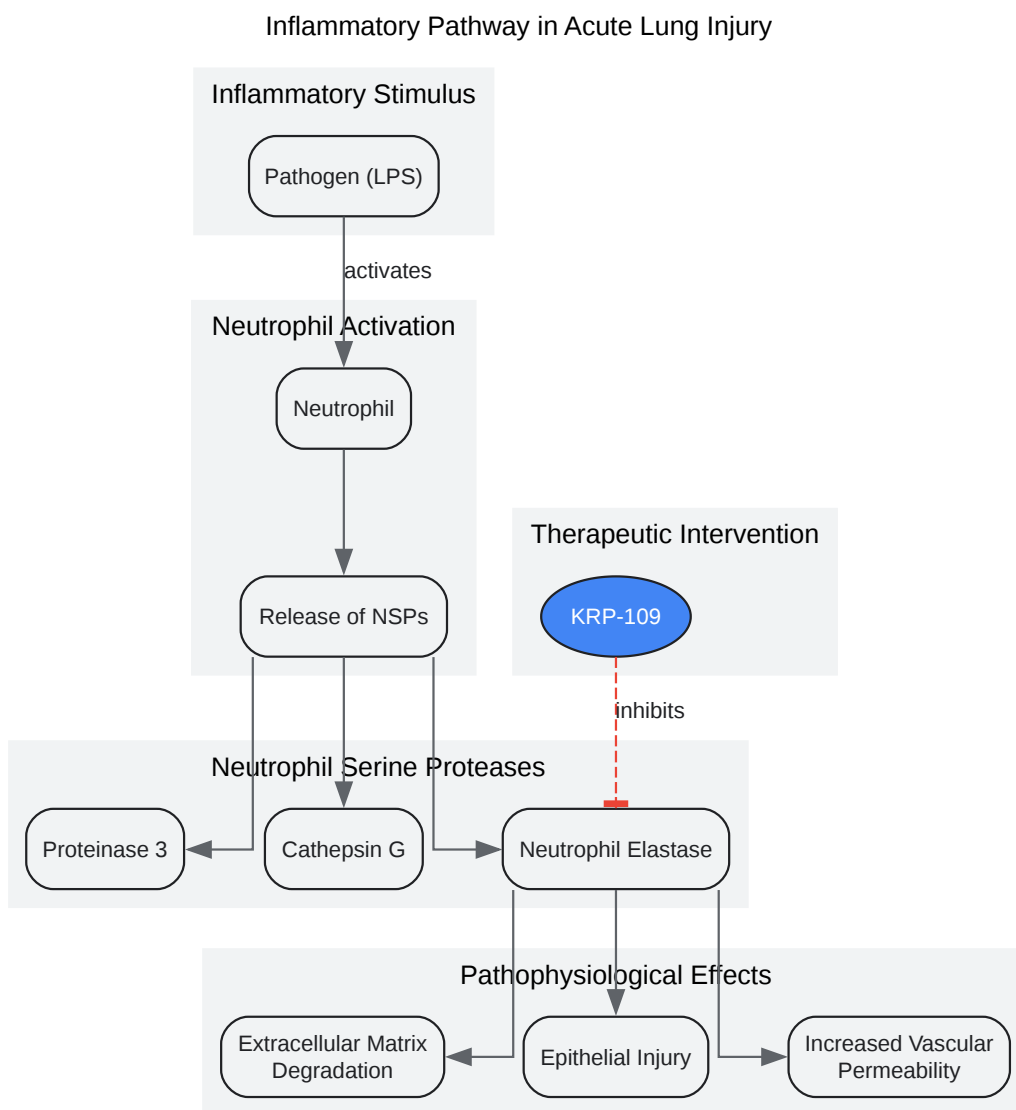 Inflammatory Pathway in Acute Lung Injury
Inflammatory Stimulus
Pathogen (LPS)
activates
Neutrophil Activation
Neutrophil
Therapeutic Intervention
Release of NSPs
KRP-109
inhibits
Neutrophil Serine Proteases
Proteinase 3
Cathepsin G
Neutrophil Elastase
Pathophysiological Effects
Extracellular Matrix
Degradation
Epithelial Injury
Increased Vascular
Permeability